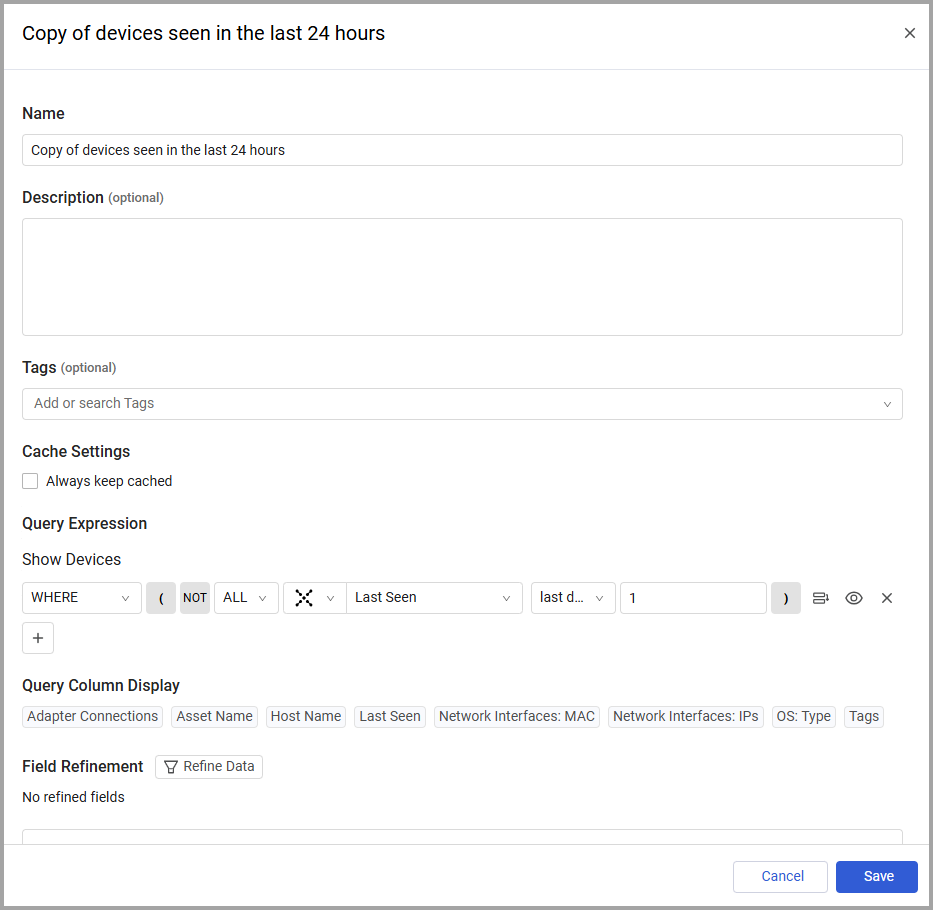 Copy of devices seen in the last 24 hours
Name
Copy of devices seen in the last 24 hours
Description (optional)
Tags (optional)
Add or search Tags
Cache Settings
Always keep cached
Query Expression
Show Devices
WHERE ( NOT ALL Last Seen last d... 1 )
+
Query Column Display
Adapter Connections Asset Name Host Name Last Seen Network Interfaces: MAC Network Interfaces: IPs OS: Type Tags
Field Refinement Refine Data
No refined fields
Cancel Save